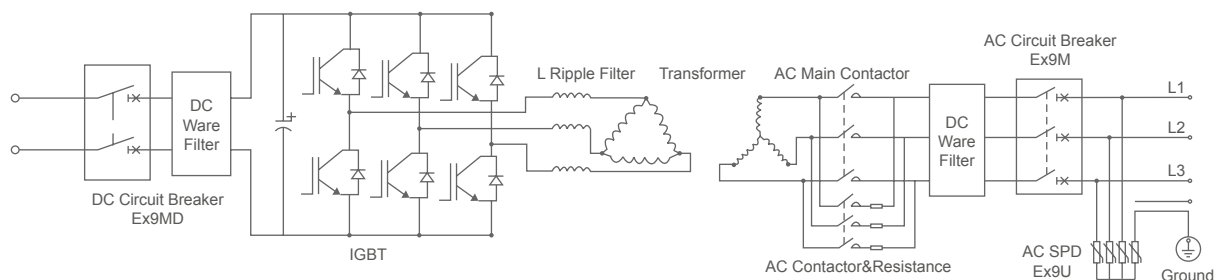 DC Circuit Breaker
Ex9MD
DC
Ware
Filter
+
IGBT
L Ripple Filter
Transformer
AC Main Contactor
AC Contactor&Resistance
DC
Ware
Filter
AC Circuit Breaker
Ex9M
L1
L2
L3
AC SPD
Ex9U
Ground